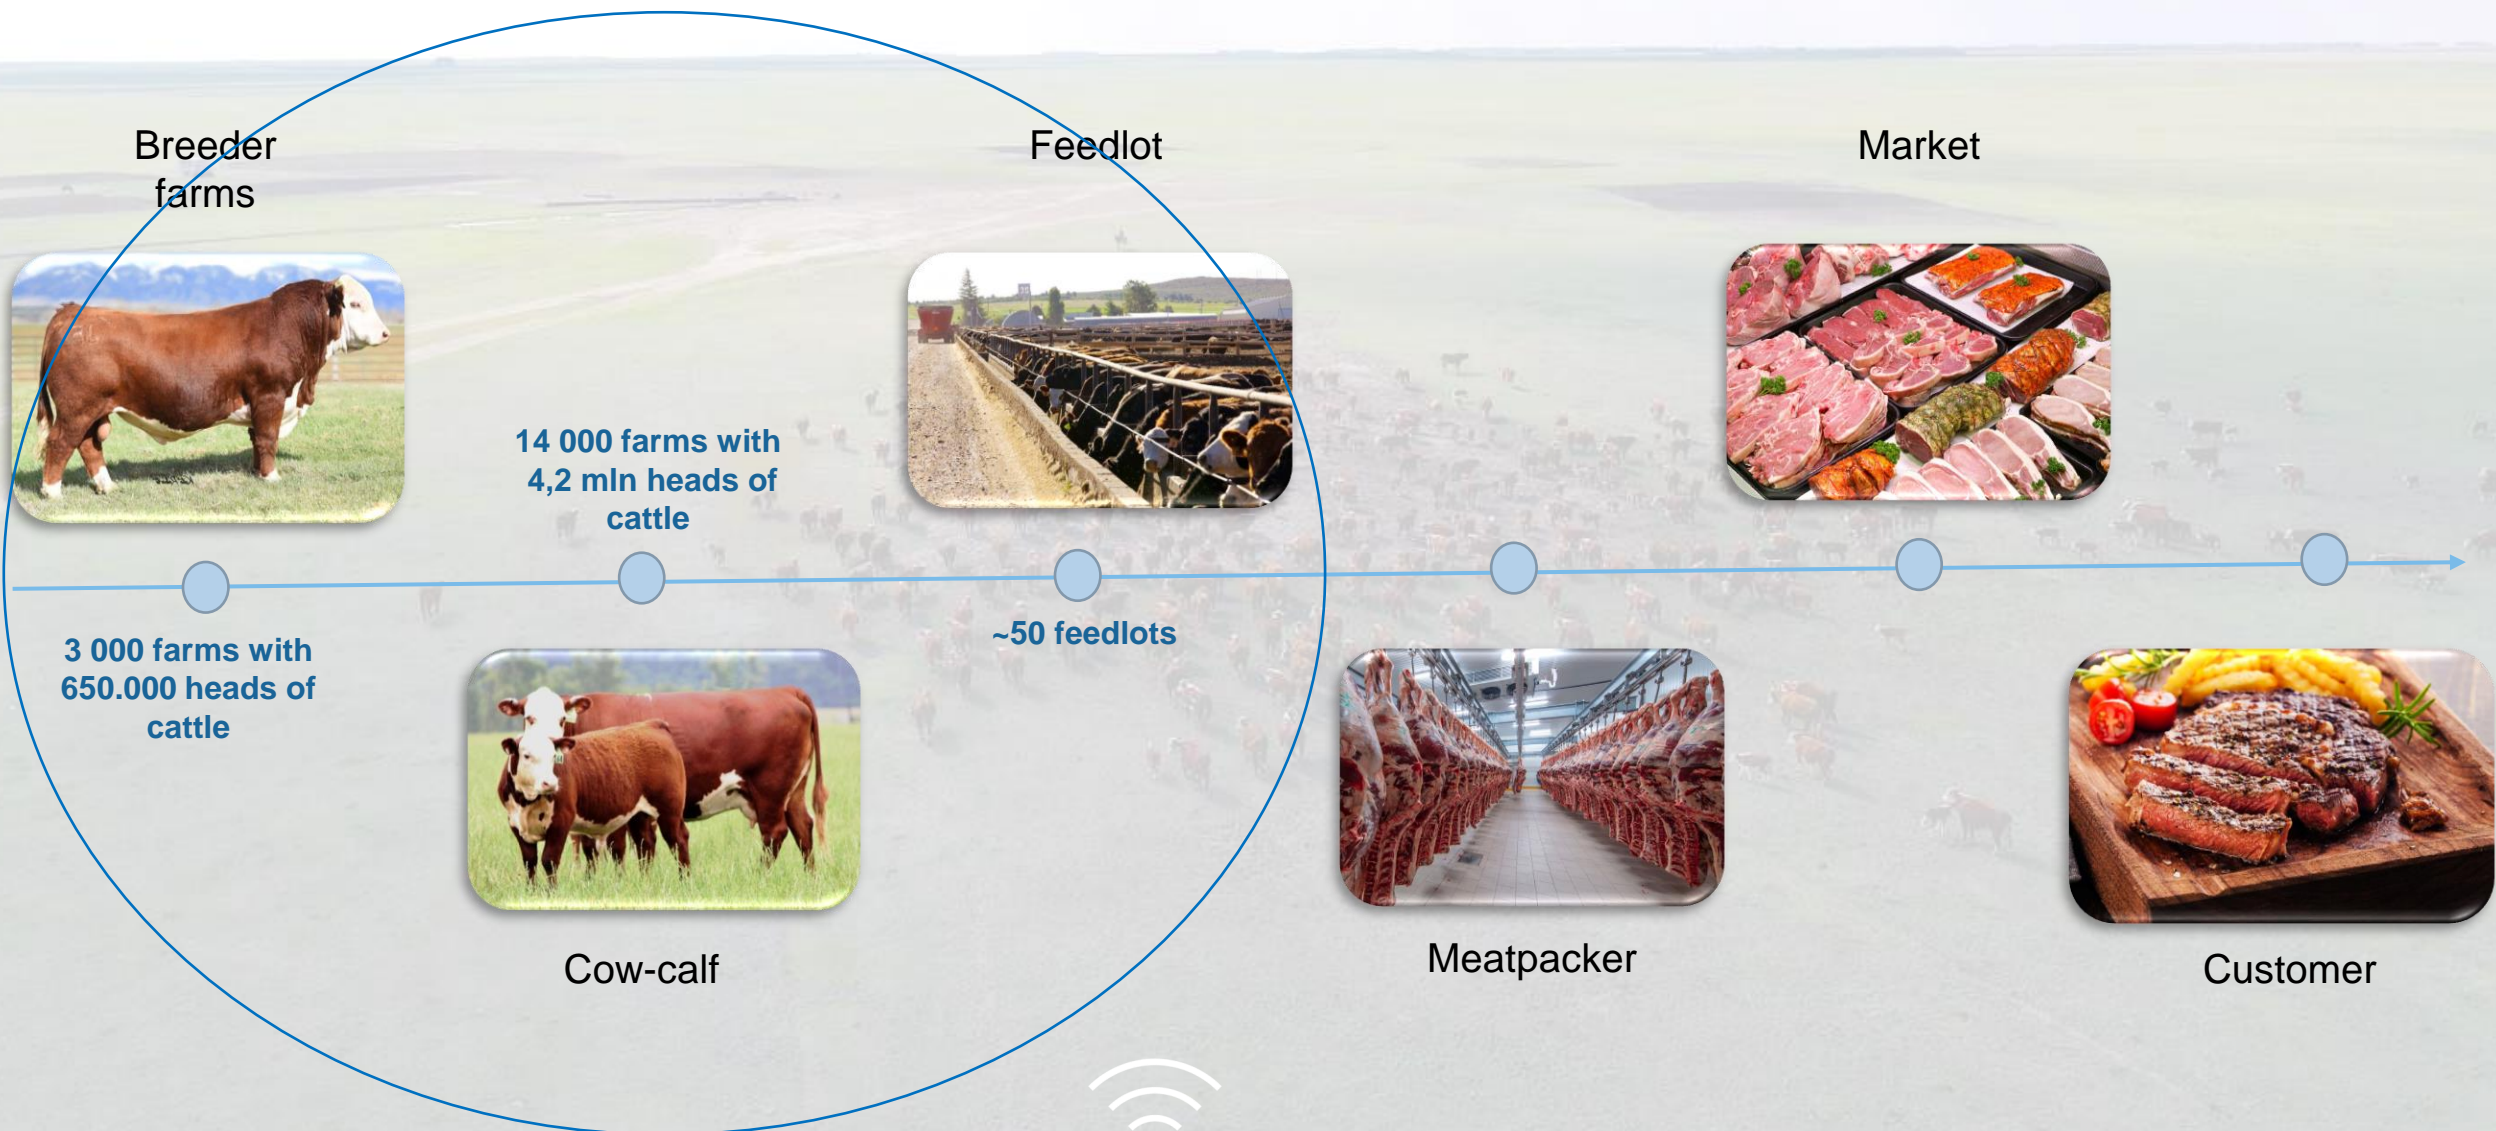 Breeder
farms
Feedlot
Market
14 000 farms with
4,2 mln heads of
cattle
3 000 farms with
650.000 heads of
cattle
~50 feedlots
Cow-calf
Meatpacker
Customer